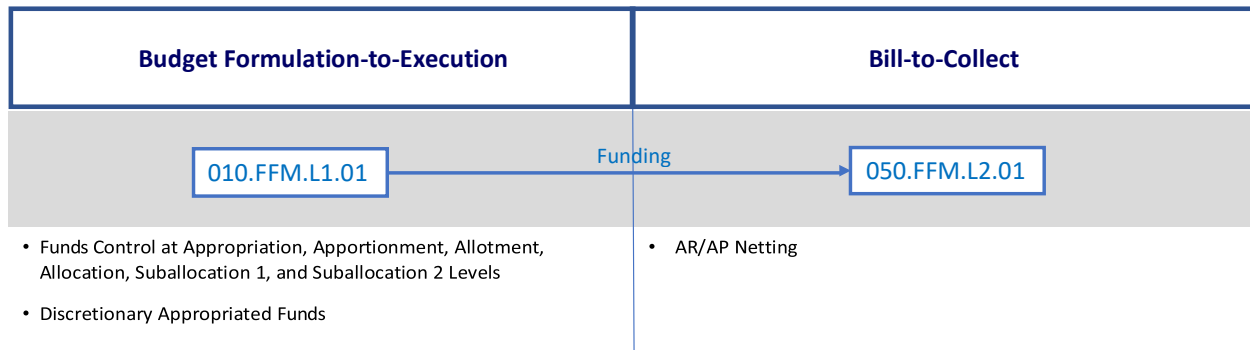 Budget Formulation-to-Execution
Bill-to-Collect
010.FFM.L1.01
Funding
050.FFM.L2.01
• Funds Control at Appropriation, Apportionment, Allotment,
Allocation, Suballocation 1, and Suballocation 2 Levels
• Discretionary Appropriated Funds
• AR/AP Netting